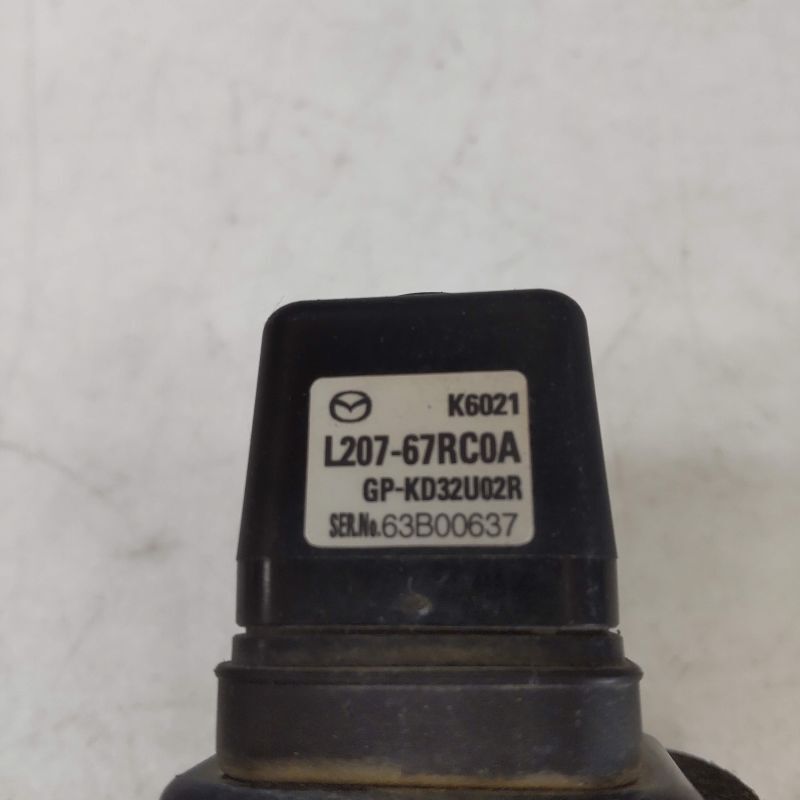 K6021
L207-67RC0A
GP-KD32U02R
SER.No.63B00637